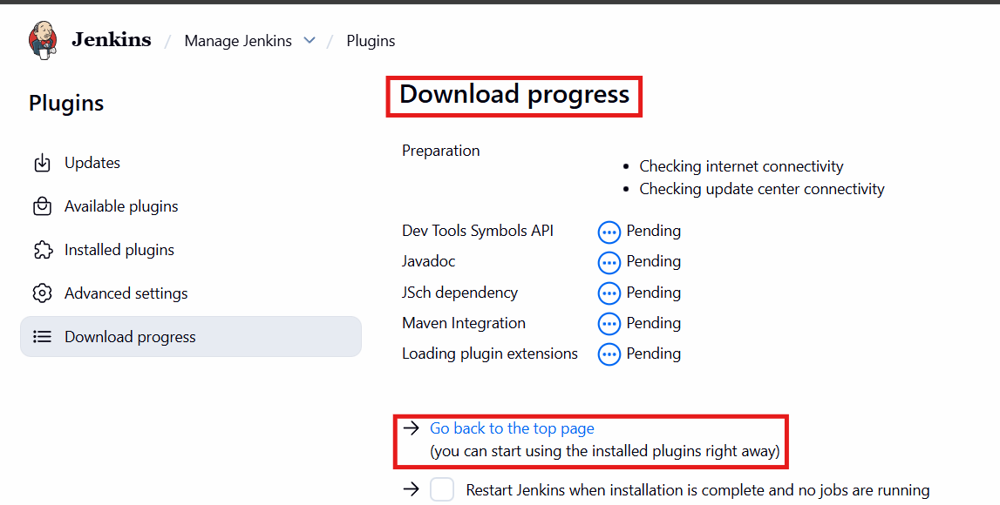 Jenkins / Manage Jenkins / Plugins
Plugins
Updates
Available plugins
Installed plugins
Advanced settings
Download progress
Download progress
Preparation
• Checking internet connectivity
• Checking update center connectivity
Dev Tools Symbols API Pending
Javadoc Pending
JSch dependency Pending
Maven Integration Pending
Loading plugin extensions Pending
→ Go back to the top page
(you can start using the installed plugins right away)
→ Restart Jenkins when installation is complete and no jobs are running